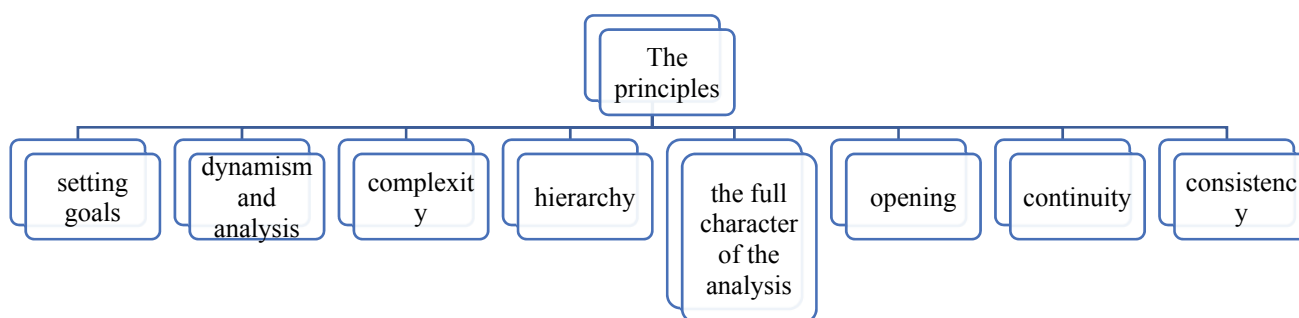 The
principles
setting
goals
dynamism
and
analysis
complexit
y
hierarchy
the full
character
of the
analysis
opening
continuity
consistenc
y